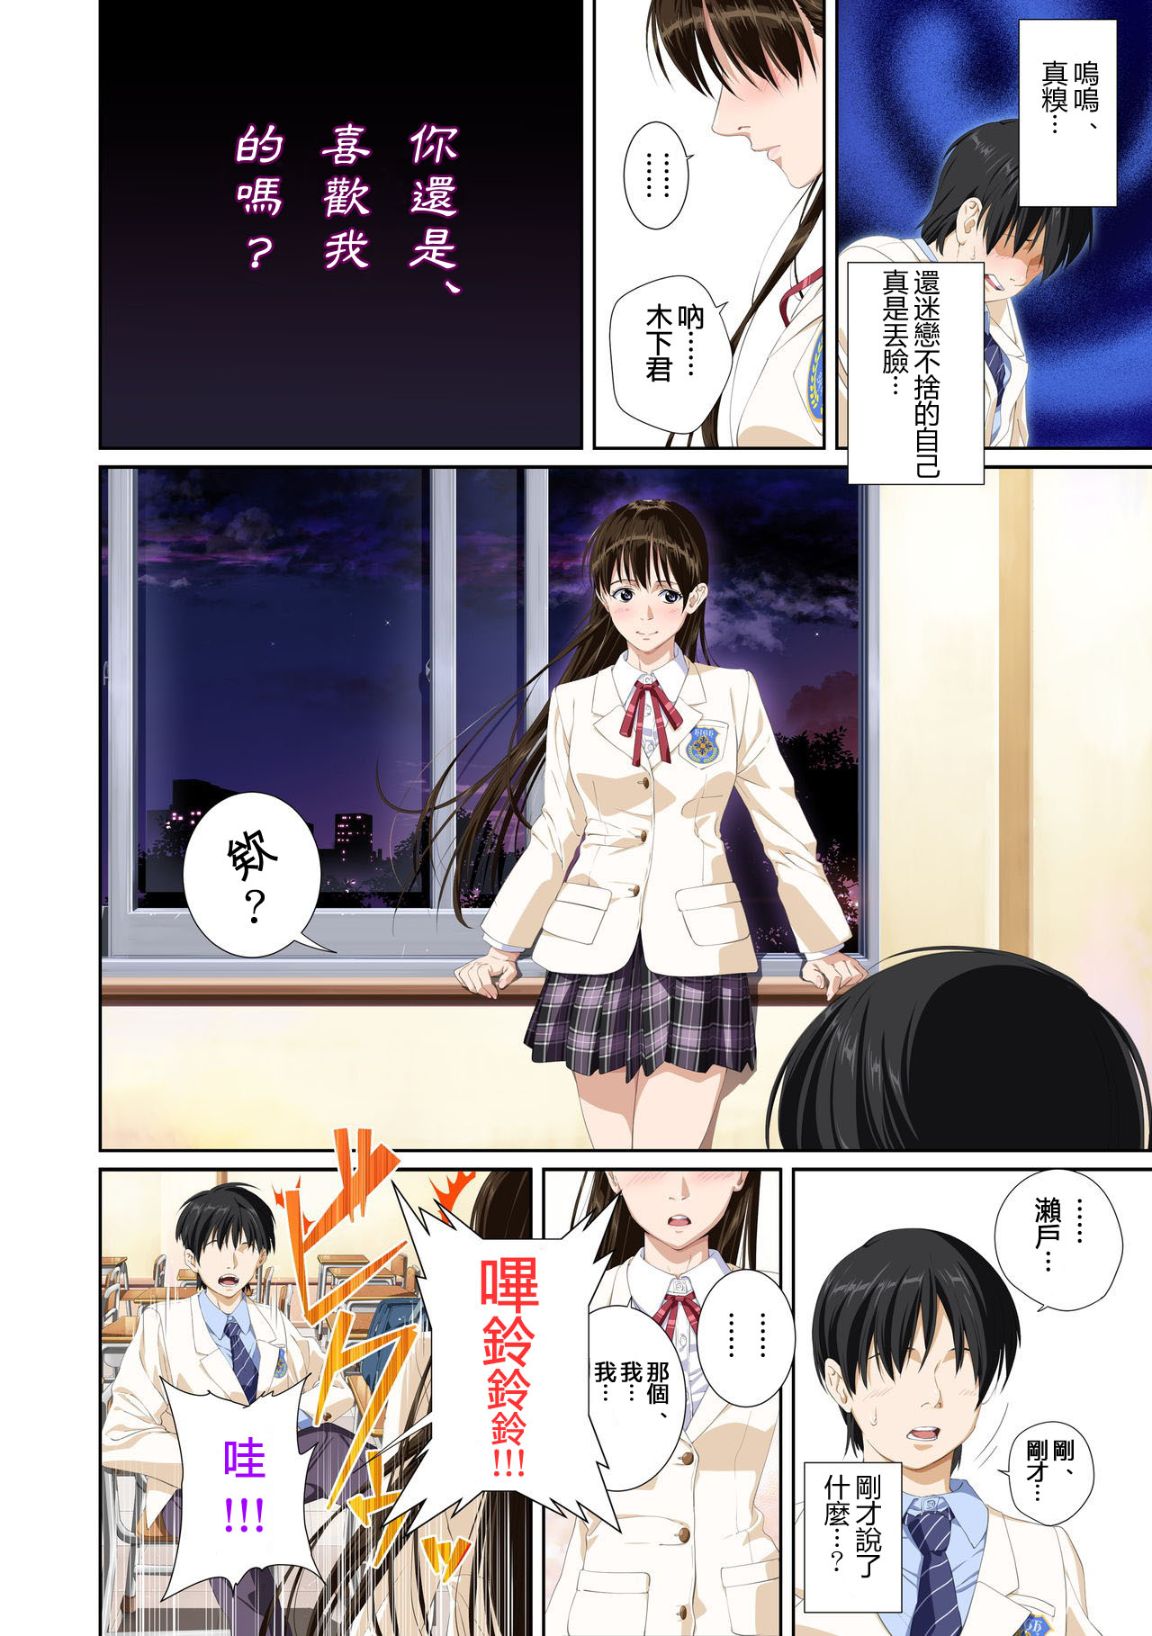 嗚嗚、
真糗…
還迷戀不捨的自己
真是丟臉…
……
吶……
木下君
你還是、
喜歡我
的嗎？
欸？
……
瀨戶…
剛、
剛才…
剛才說了
什麼…？
……
那個、
我…
我…
嗶鈴鈴鈴!!!
哇!!!